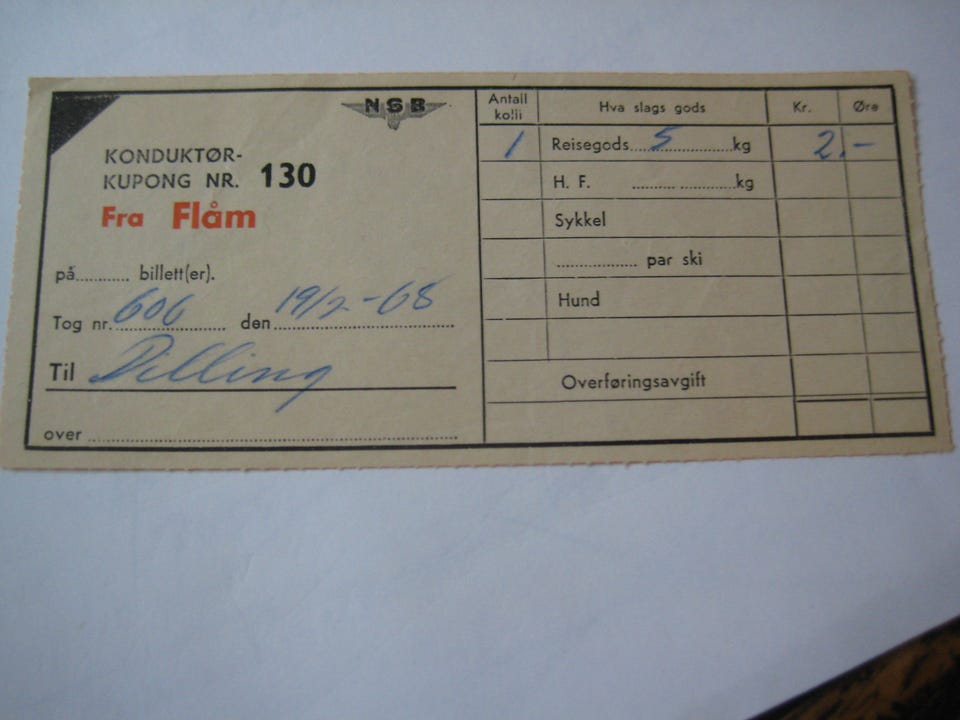 NSB
KONDUKTØR-
KUPONG NR. 130
Fra Flåm
på........... billett(er).
Tog nr. 606 den 19/2-68
Til Dilling
over
Antall kolli Hva slags gods Kr. Øre
1 Reisegods 5 kg 2.-
H. F. ........... ........... kg
Sykkel
................ par ski
Hund
Overføringsavgift